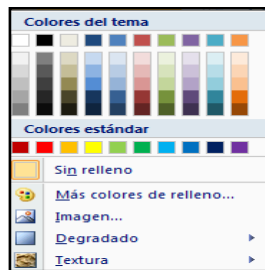 Colores del tema
Colores estándar
Sin relleno
Más colores de relleno...
Imagen...
Degradado
Textura